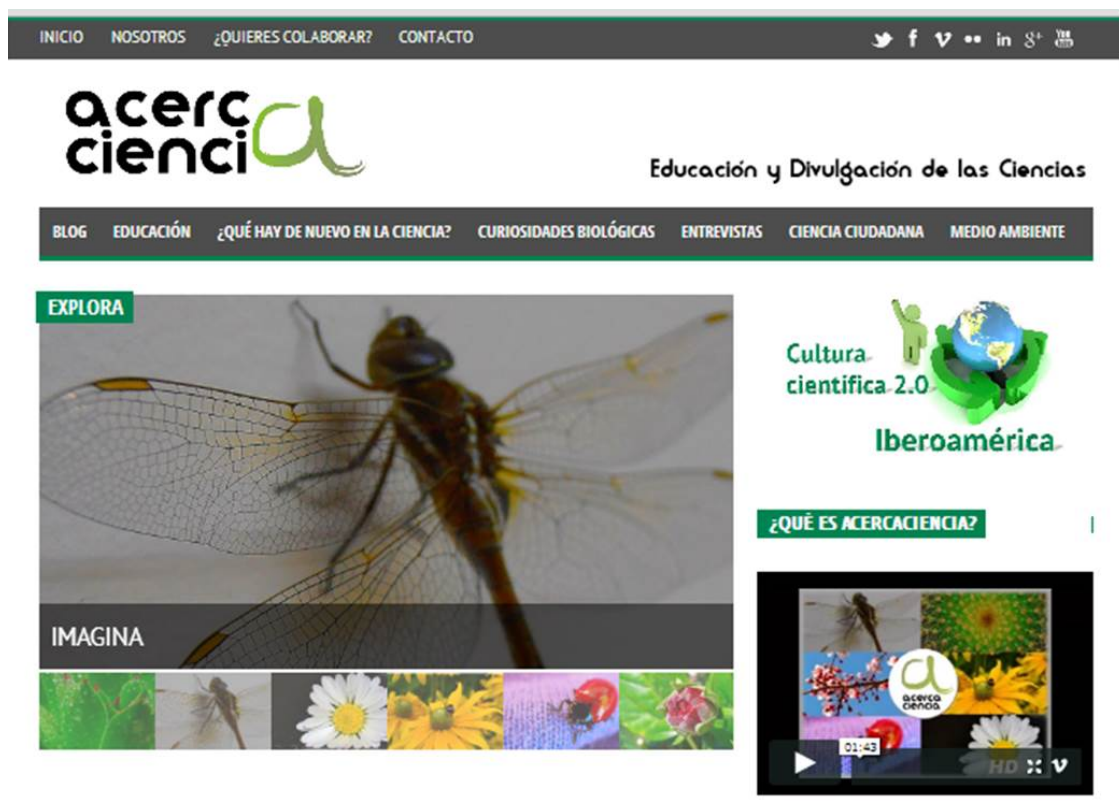 INICIO NOSOTROS ¿QUIERES COLABORAR? CONTACTO
acerca
ciencia
Educación y Divulgación de las Ciencias
BLOG EDUCACIÓN ¿QUÉ HAY DE NUEVO EN LA CIENCIA? CURIOSIDADES BIOLÓGICAS ENTREVISTAS CIENCIA CIUDADANA MEDIO AMBIENTE
EXPLORA
IMAGINA
Cultura
científica 2.0
Iberoamérica
¿QUÉ ES ACERCACIENCIA?
acerca
ciencia
01:43
HD